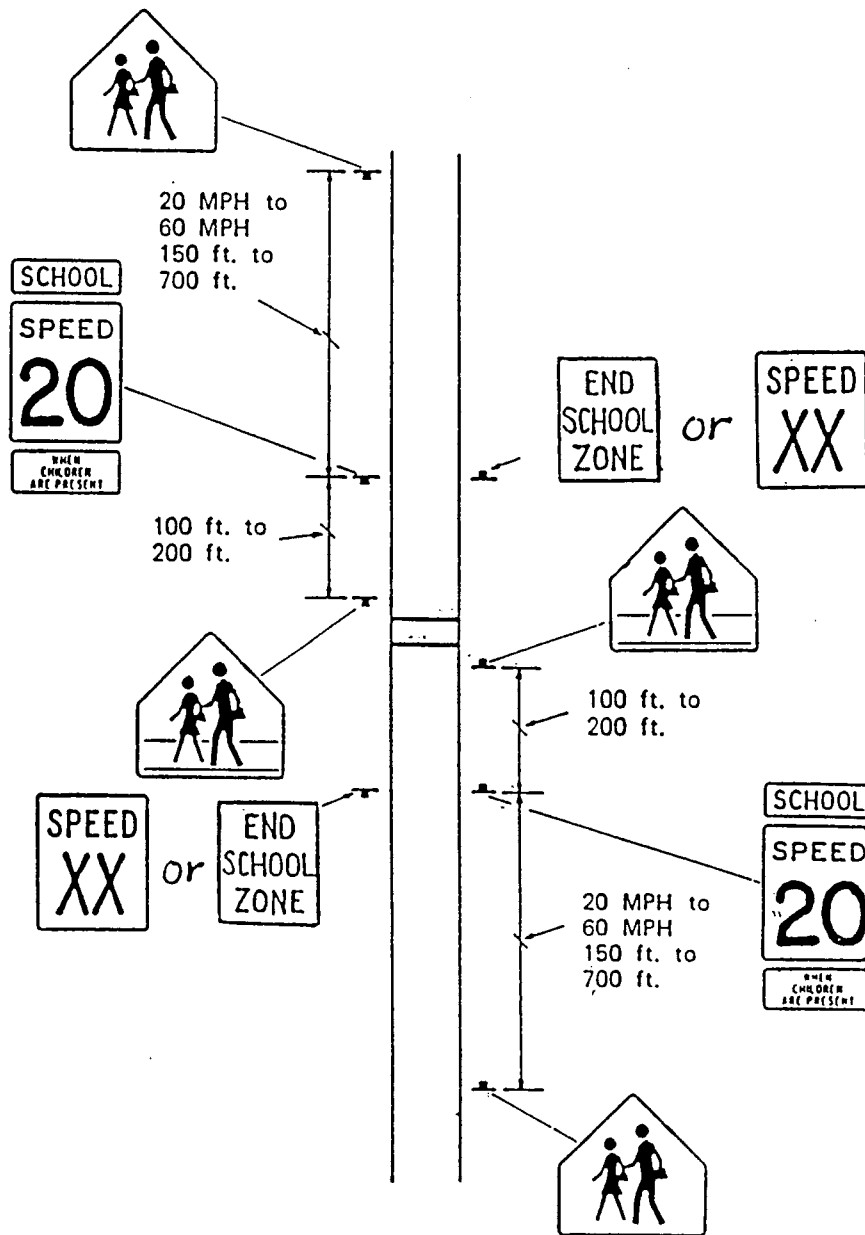 20 MPH to
60 MPH
150 ft. to
700 ft.
SCHOOL
SPEED
20
WHEN
CHILDREN
ARE PRESENT
END
SCHOOL
ZONE
or
SPEED
XX
100 ft. to
200 ft.
100 ft. to
200 ft.
SPEED
XX
or
END
SCHOOL
ZONE
SCHOOL
SPEED
20
WHEN
CHILDREN
ARE PRESENT
20 MPH to
60 MPH
150 ft. to
700 ft.